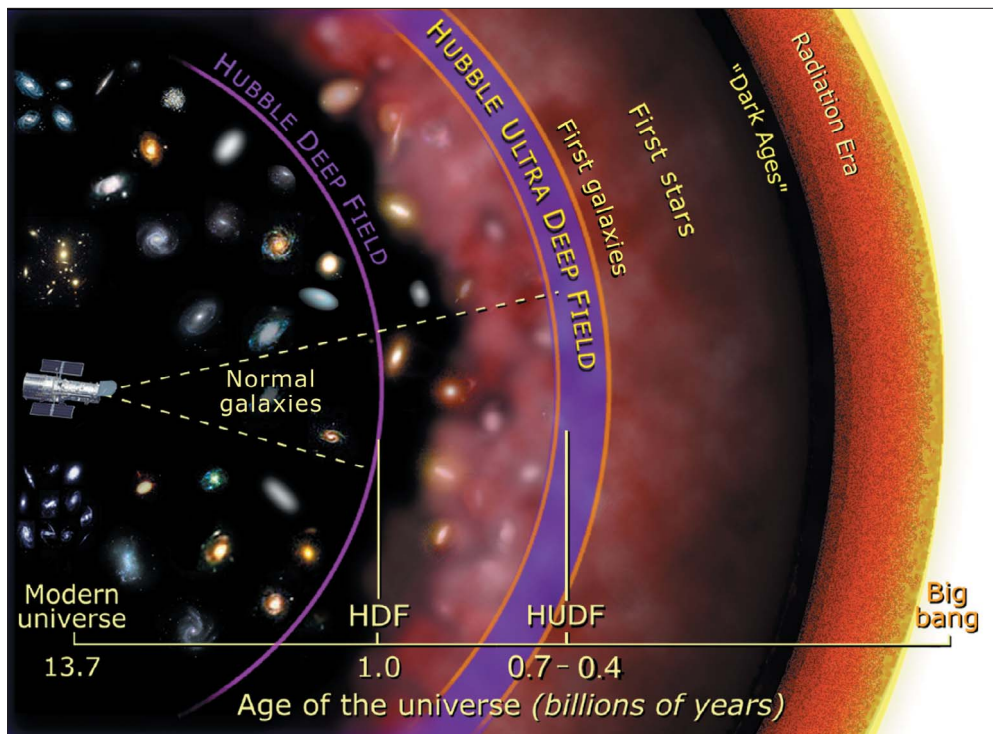 HUBBLE DEEP FIELD
HUBBLE ULTRA DEEP FIELD
First galaxies
First stars
"Dark Ages"
Radiation Era
Normal
galaxies
Modern
universe
HDF
HUDF
Big
bang
13.7
1.0
0.7 - 0.4
Age of the universe (billions of years)